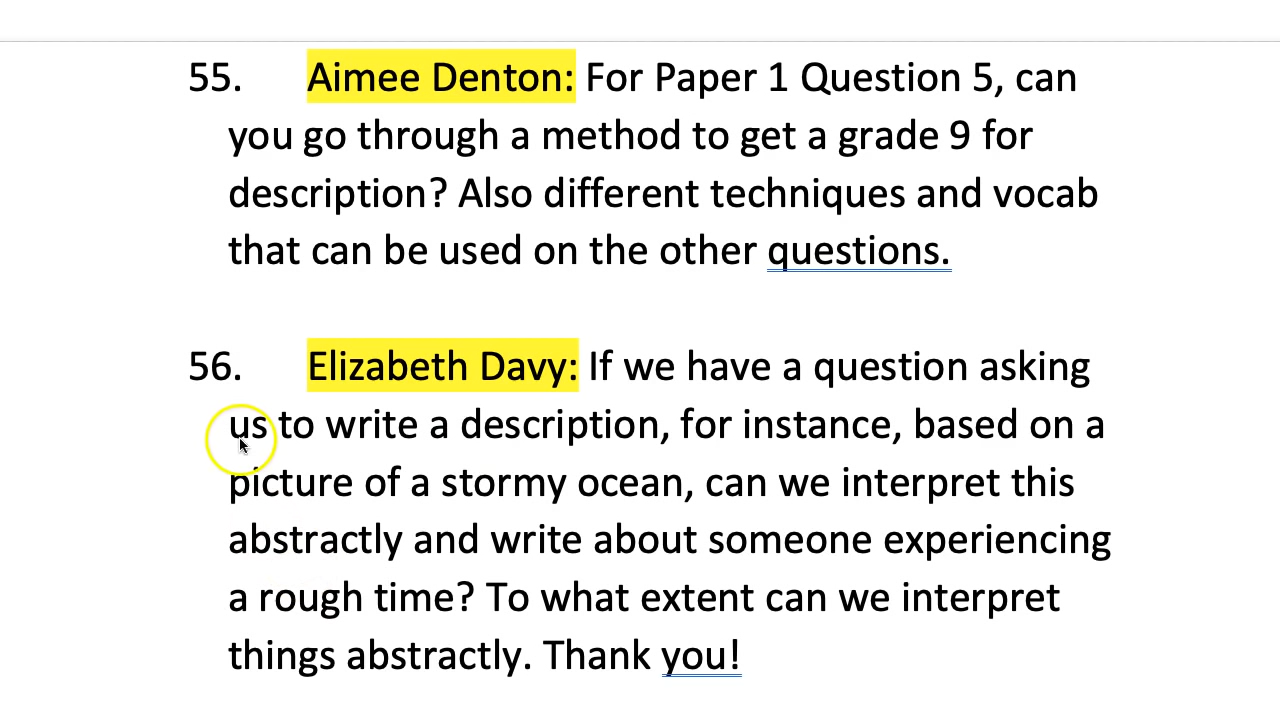 55. Aimee Denton: For Paper 1 Question 5, can
you go through a method to get a grade 9 for
description? Also different techniques and vocab
that can be used on the other questions.
56. Elizabeth Davy: If we have a question asking
us to write a description, for instance, based on a
picture of a stormy ocean, can we interpret this
abstractly and write about someone experiencing
a rough time? To what extent can we interpret
things abstractly. Thank you!